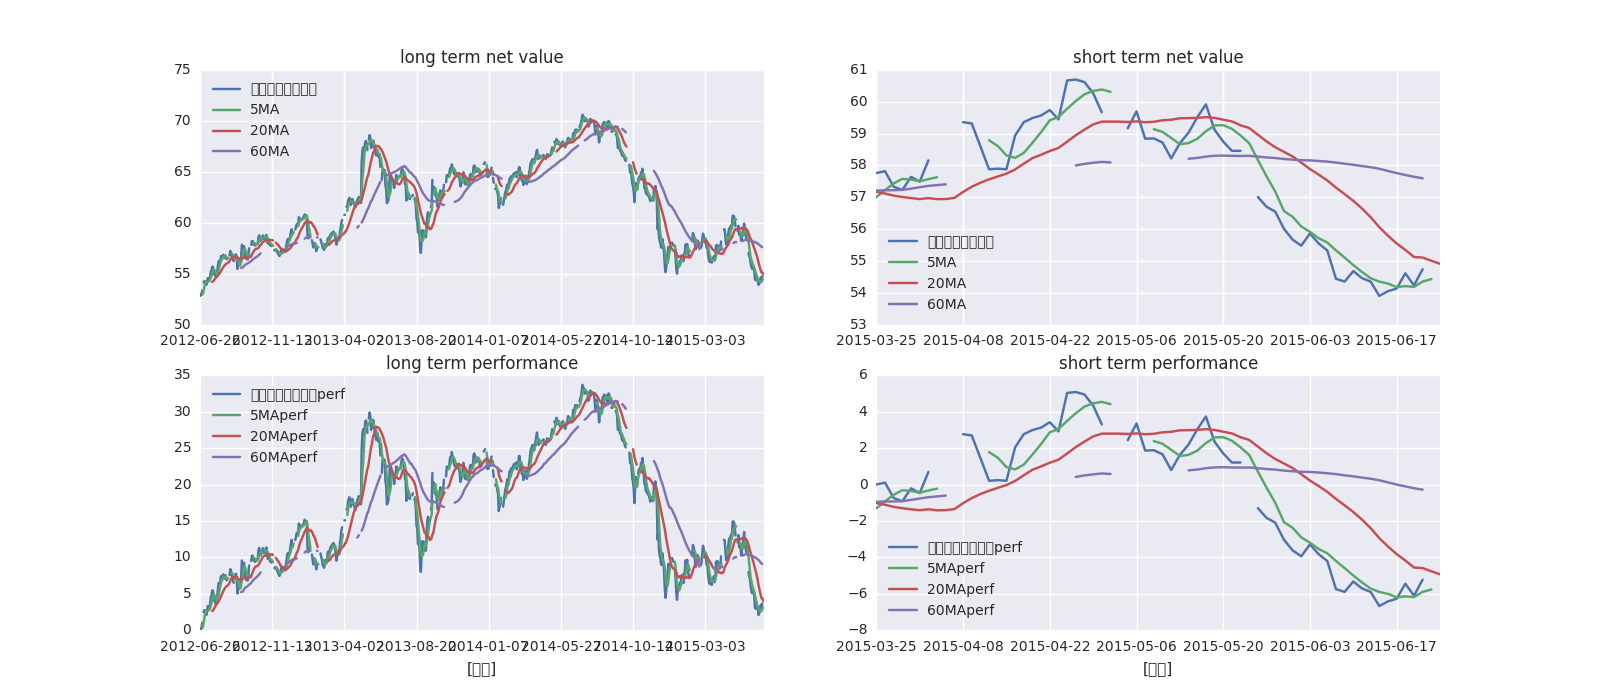 long term net value
75
70
65
60
55
50
5MA
20MA
60MA
2012-06-26 2012-11-13 2013-04-02 2013-08-20 2014-01-07 2014-05-27 2014-10-14 2015-03-03
short term net value
61
60
59
58
57
56
55
54
53
5MA
20MA
60MA
2015-03-25 2015-04-08 2015-04-22 2015-05-06 2015-05-20 2015-06-03 2015-06-17
long term performance
35
30
25
20
15
10
5
0
perf
5MAperf
20MAperf
60MAperf
2012-06-26 2012-11-13 2013-04-02 2013-08-20 2014-01-07 2014-05-27 2014-10-14 2015-03-03
short term performance
6
4
2
0
−2
−4
−6
−8
perf
5MAperf
20MAperf
60MAperf
2015-03-25 2015-04-08 2015-04-22 2015-05-06 2015-05-20 2015-06-03 2015-06-17